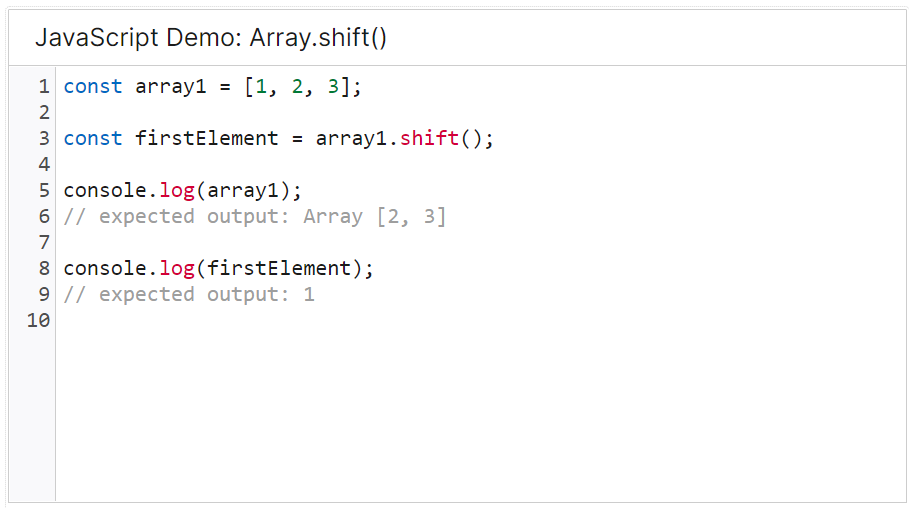 JavaScript Demo: Array.shift()
1 const array1 = [1, 2, 3];
2
3 const firstElement = array1.shift();
4
5 console.log(array1);
6 // expected output: Array [2, 3]
7
8 console.log(firstElement);
9 // expected output: 1
10